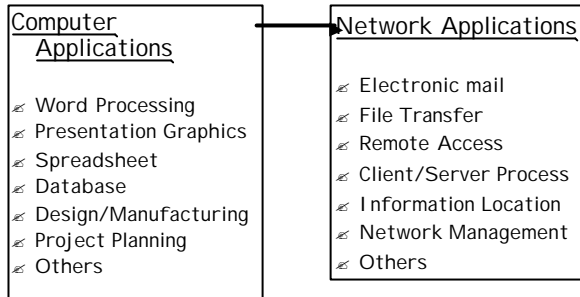 Computer
Applications
Word Processing
Presentation Graphics
Spreadsheet
Database
Design/Manufacturing
Project Planning
Others
Network Applications
Electronic mail
File Transfer
Remote Access
Client/Server Process
Information Location
Network Management
Others